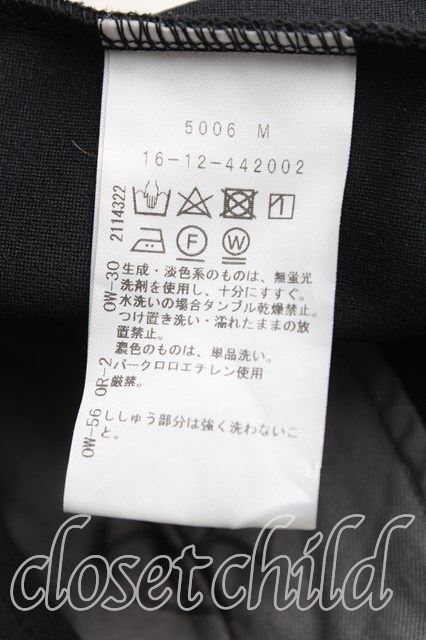 5006 M
16-12-442002
F
W
生成・淡色系のものは、無蛍光
洗剤を使用し、十分にすすぐ。
水洗いの場合タンブル乾燥禁止。
つけ置き洗い・濡れたままの放
置禁止。
濃色のものは、単品洗い。
パークロロエチレン使用
厳禁。
ししゅう部分は強く洗わないこ
と。
OW-56 OR-2 OW-30 2114322
closetchild